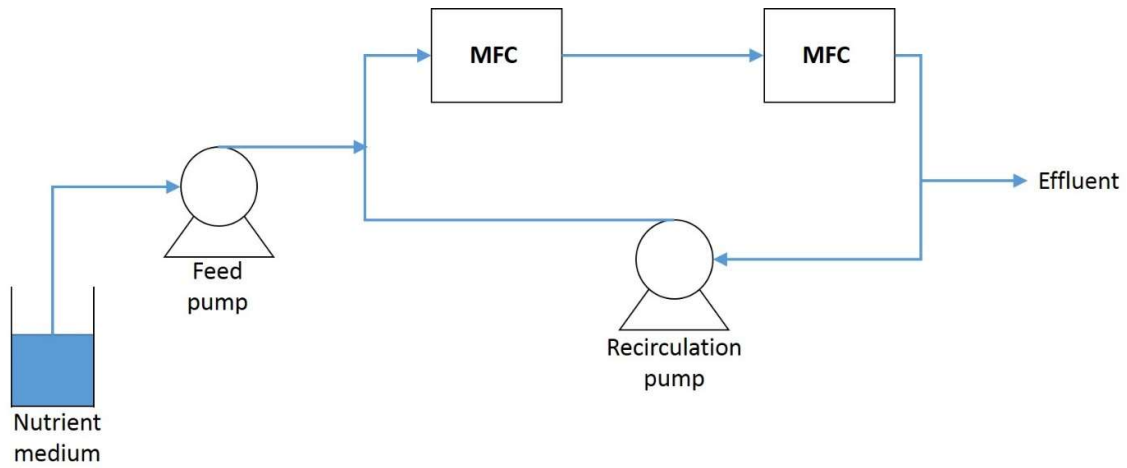 MFC
MFC
Effluent
Feed
pump
Recirculation
pump
Nutrient
medium